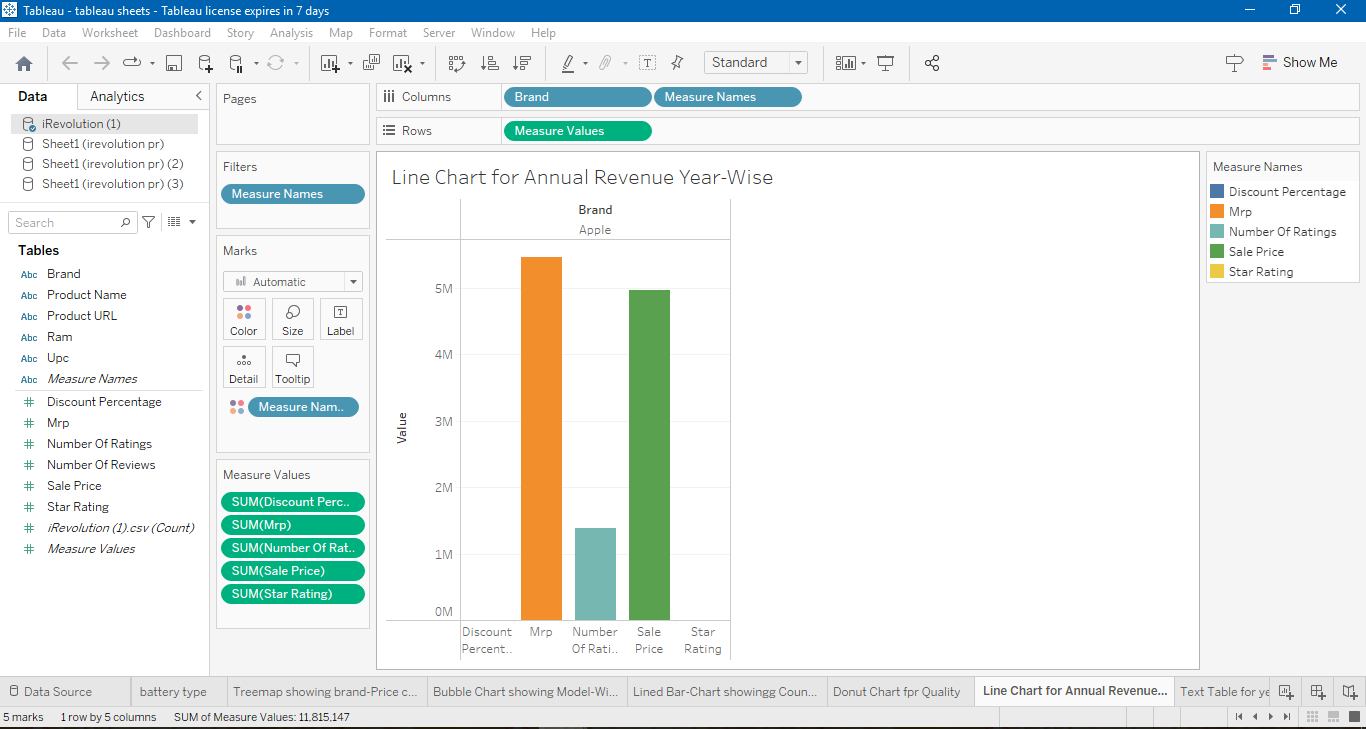 Tableau - tableau sheets - Tableau license expires in 7 days
File Data Worksheet Dashboard Story Analysis Map Format Server Window Help
Standard
Show Me
Data Analytics
iRevolution (1)
Sheet1 (irevolution pr)
Sheet1 (irevolution pr) (2)
Sheet1 (irevolution pr) (3)
Search
Tables
Abc Brand
Abc Product Name
Abc Product URL
Abc Ram
Abc Upc
Abc Measure Names
# Discount Percentage
# Mrp
# Number Of Ratings
# Number Of Reviews
# Sale Price
# Star Rating
# iRevolution (1).csv (Count)
# Measure Values
Pages
Filters
Measure Names
Marks
Automatic
Color Size Label
Detail Tooltip
Measure Nam..
Measure Values
SUM(Discount Perc..
SUM(Mrp)
SUM(Number Of Rat..
SUM(Sale Price)
SUM(Star Rating)
Columns Brand Measure Names
Rows Measure Values
Line Chart for Annual Revenue Year-Wise
Brand
Apple
Value
5M
4M
3M
2M
1M
0M
Discount Percent..
Mrp
Number Of Rati..
Sale Price
Star Rating
Measure Names
Discount Percentage
Mrp
Number Of Ratings
Sale Price
Star Rating
Data Source battery type Treemap showing brand-Price c... Bubble Chart showing Model-Wi... Lined Bar-Chart showingg Coun... Donut Chart fpr Quality Line Chart for Annual Revenue... Text Table for ye
5 marks 1 row by 5 columns SUM of Measure Values: 11,815,147